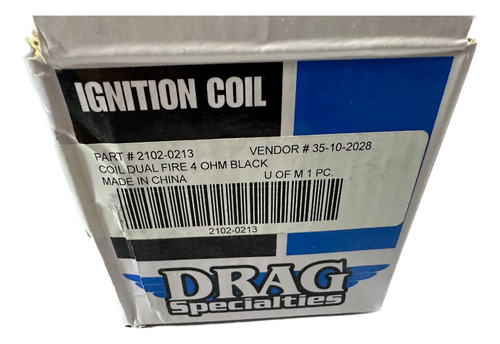 IGNITION COIL
PART # 2102-0213 VENDOR # 35-10-2028
COIL DUAL FIRE 4 OHM BLACK
MADE IN CHINA U OF M 1 PC.
2102-0213
DRAG
Specialties